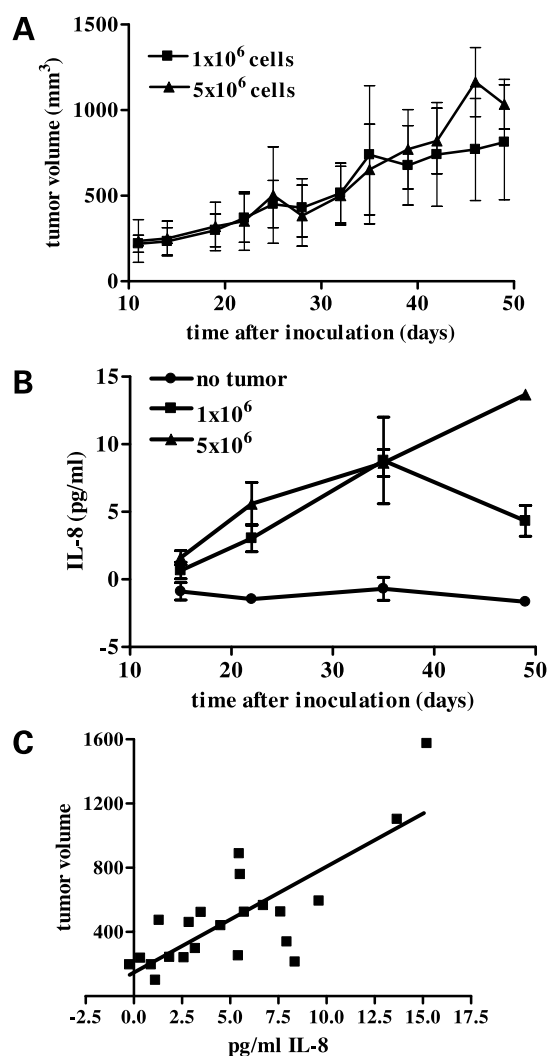 A
1x10⁶ cells
5x10⁶ cells
tumor volume (mm³)
1500
1000
500
0
10 20 30 40 50
time after inoculation (days)
B
no tumor
1x10⁶
5x10⁶
IL-8 (pg/ml)
15
10
5
0
-5
10 20 30 40 50
time after inoculation (days)
C
tumor volume
1600
1200
800
400
-2.5 0.0 2.5 5.0 7.5 10.0 12.5 15.0 17.5
pg/ml IL-8